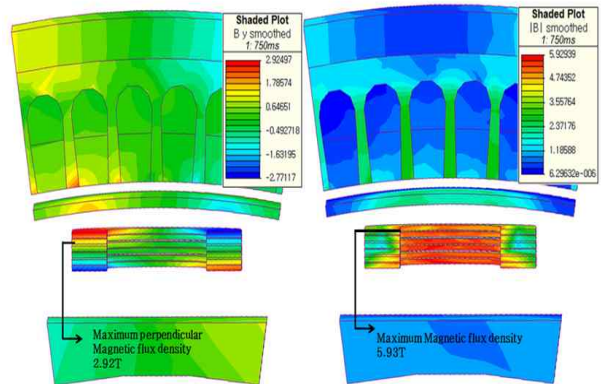 Shaded Plot
B y smoothed
1: 750ms
2.92497
1.78574
0.64651
-0.492718
-1.63195
-2.77117
Maximum perpendicular
Magnetic flux density
2.92T
Shaded Plot
|B| smoothed
1: 750ms
5.92939
4.74352
3.55764
2.37176
1.18588
6.29632e-006
Maximum Magnetic flux density
5.93T